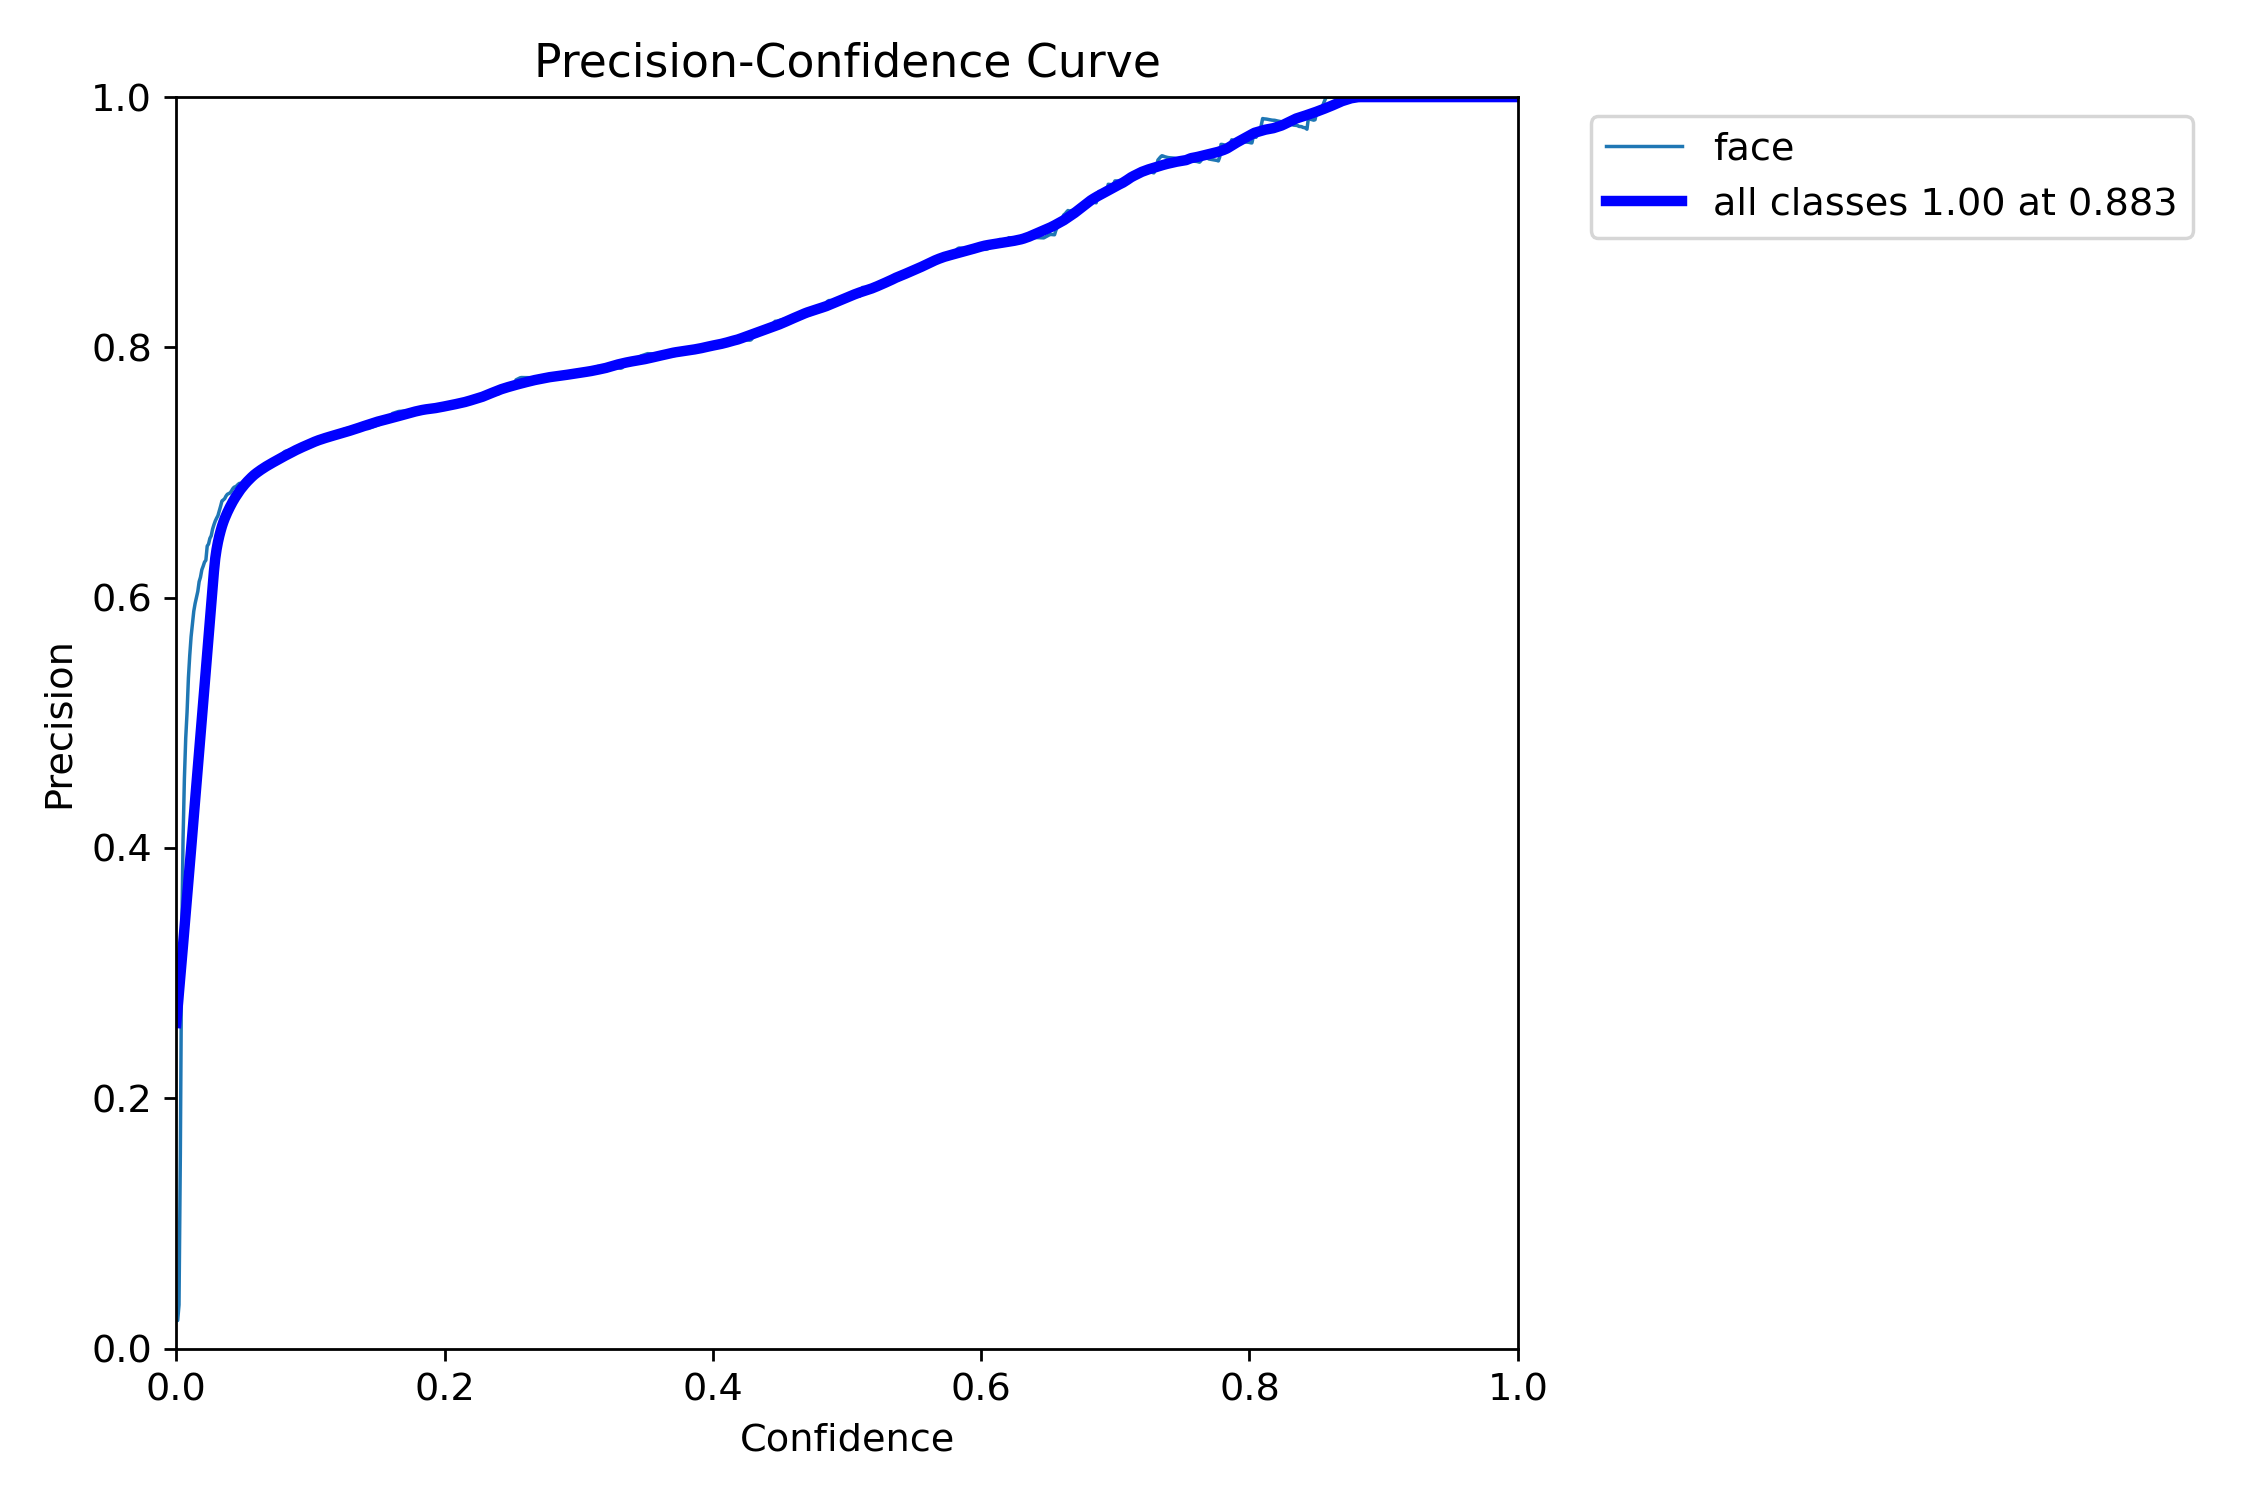 Precision-Confidence Curve
1.0
0.8
0.6
0.4
0.2
0.0
Precision
0.0 0.2 0.4 0.6 0.8 1.0
Confidence
face
all classes 1.00 at 0.883